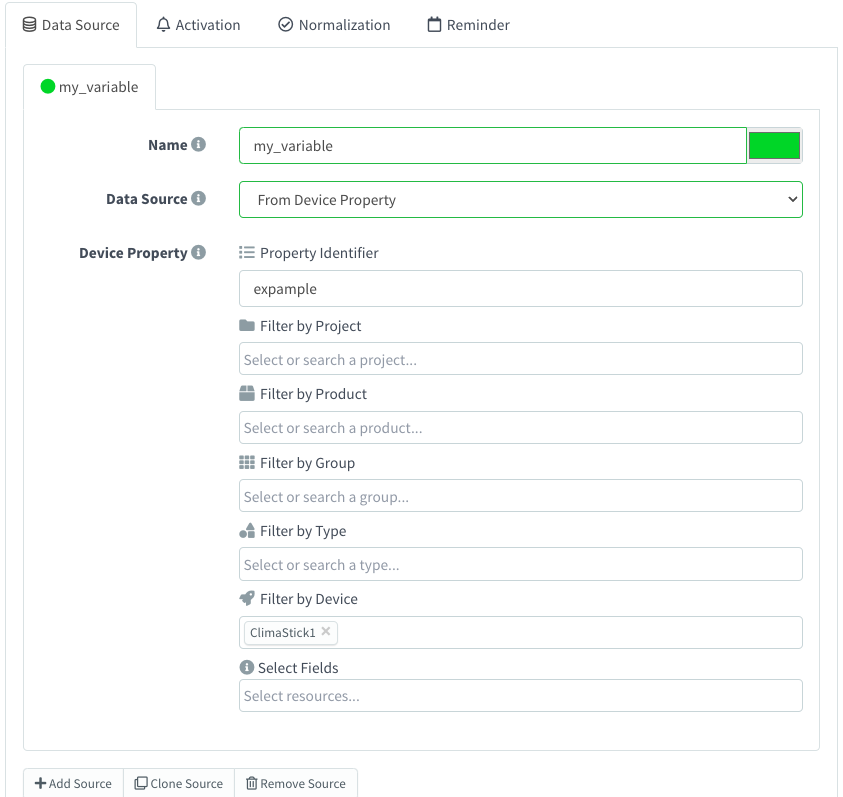 Data Source Activation Normalization Reminder
my_variable
Name my_variable
Data Source From Device Property
Device Property Property Identifier
expample
Filter by Project
Select or search a project...
Filter by Product
Select or search a product...
Filter by Group
Select or search a group...
Filter by Type
Select or search a type...
Filter by Device
ClimaStick1 ×
Select Fields
Select resources...
Add Source Clone Source Remove Source